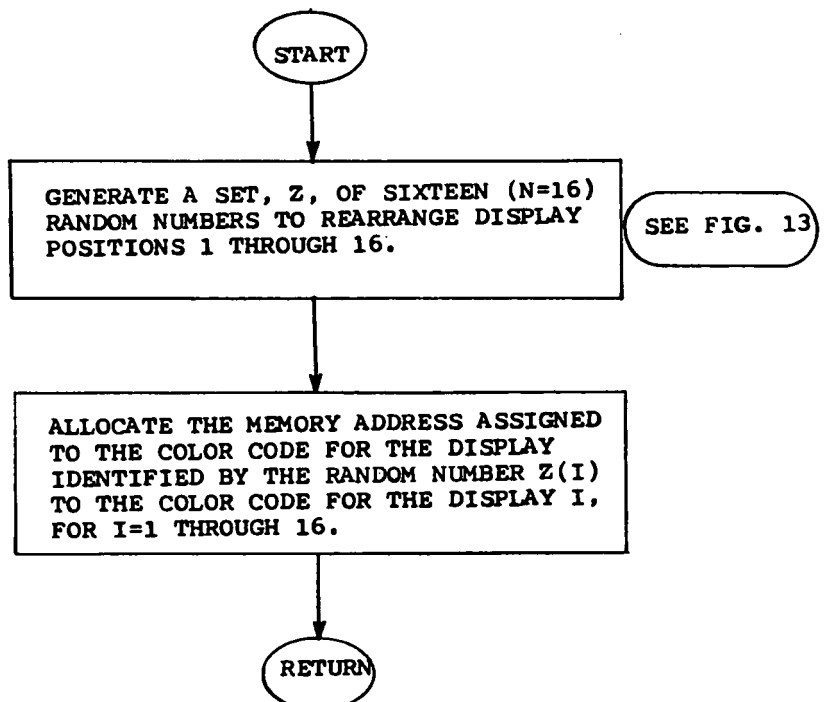 START
GENERATE A SET, Z, OF SIXTEEN (N=16)
RANDOM NUMBERS TO REARRANGE DISPLAY
POSITIONS 1 THROUGH 16.
SEE FIG. 13
ALLOCATE THE MEMORY ADDRESS ASSIGNED
TO THE COLOR CODE FOR THE DISPLAY
IDENTIFIED BY THE RANDOM NUMBER Z(I)
TO THE COLOR CODE FOR THE DISPLAY I,
FOR I=1 THROUGH 16.
RETURN